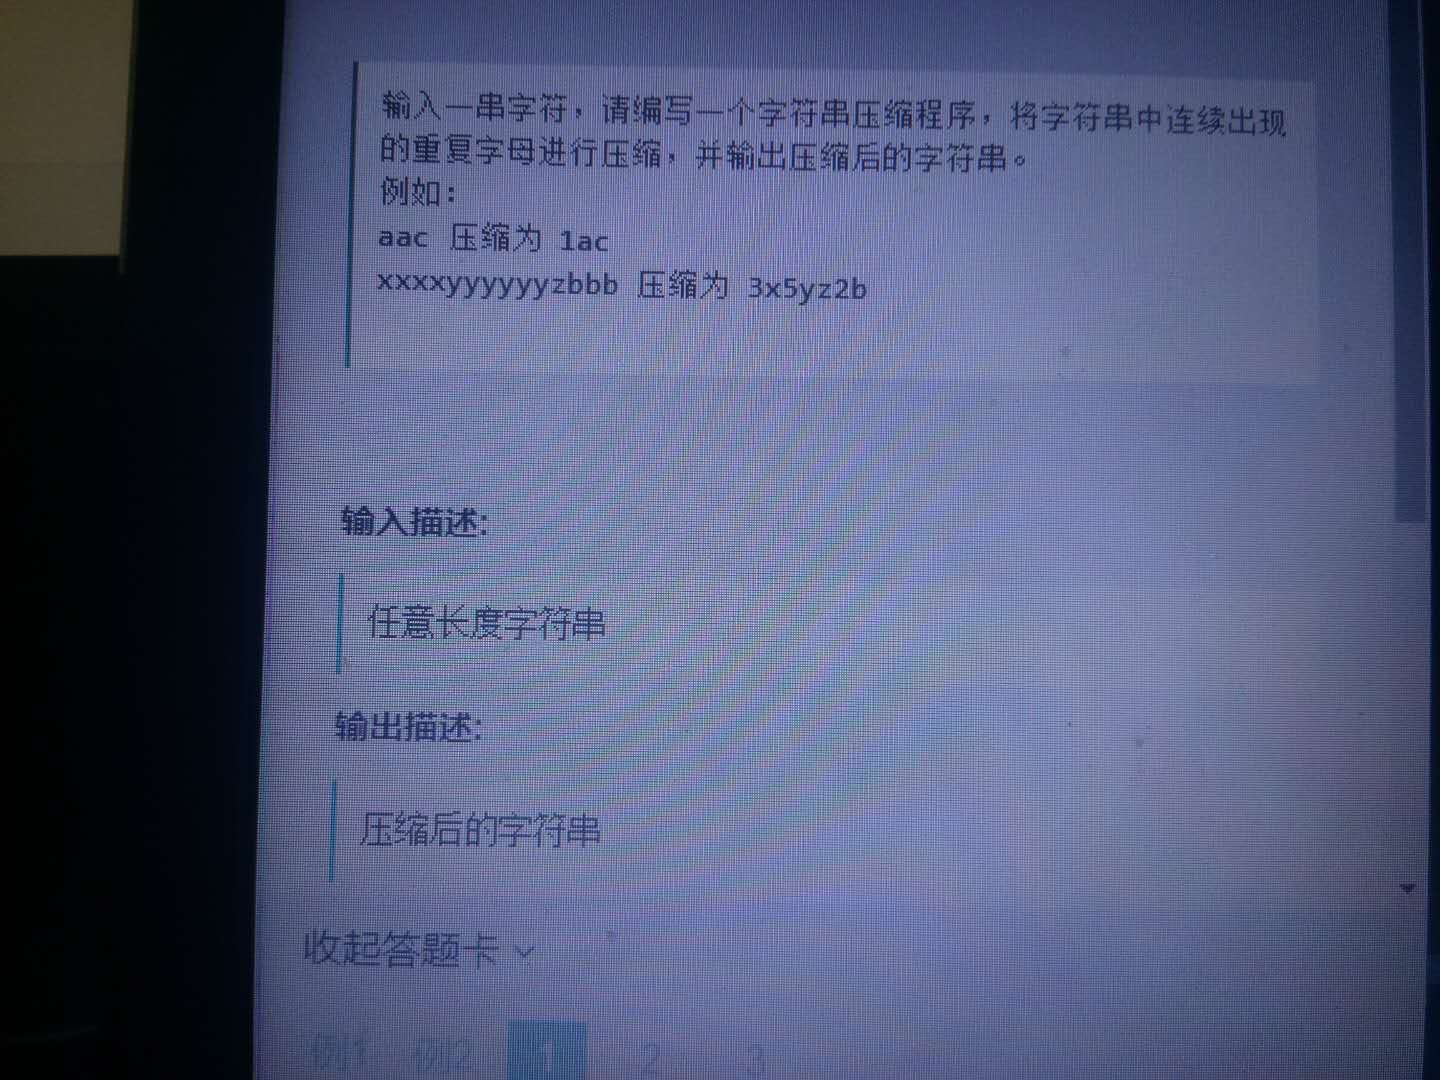 输入一串字符，请编写一个字符串压缩程序，将字符串中连续出现
的重复字母进行压缩，并输出压缩后的字符串。
例如：
aac 压缩为 1ac
xxxxyyyyyyzbbb 压缩为 3x5yz2b
输入描述:
任意长度字符串
输出描述:
压缩后的字符串
收起答题卡
例1 例2 1 2 3